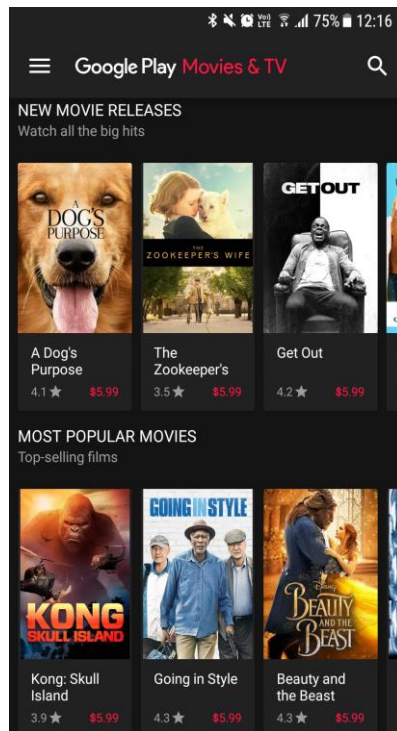 Vo) LTE 75% 12:16
Google Play Movies & TV
NEW MOVIE RELEASES
Watch all the big hits
A
DOG'S
PURPOSE
THE
ZOOKEEPER'S WIFE
GET OUT
A Dog's
Purpose
The
Zookeeper's
Get Out
4.1★ $5.99
3.5★ $5.99
4.2★ $5.99
MOST POPULAR MOVIES
Top-selling films
KONG
SKULL ISLAND
GOING IN STYLE
Disney
BEAUTY
AND THE
BEAST
Kong: Skull
Island
Going in Style
Beauty and
the Beast
3.9★ $5.99
4.3★ $5.99
4.3★ $5.99